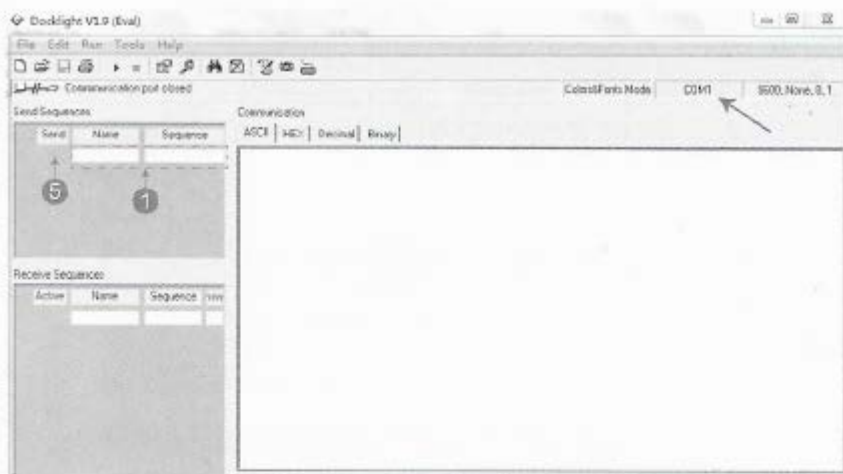 Docklight V1.9 (Eval)
File Edit Run Tools Help
Communication port closed
Colors&Fonts Mode
COM1
9600, None, 8, 1
Send Sequences
Send Name Sequence
5
1
Communication
ASCII HEX Decimal Binary
Receive Sequences
Active Name Sequence